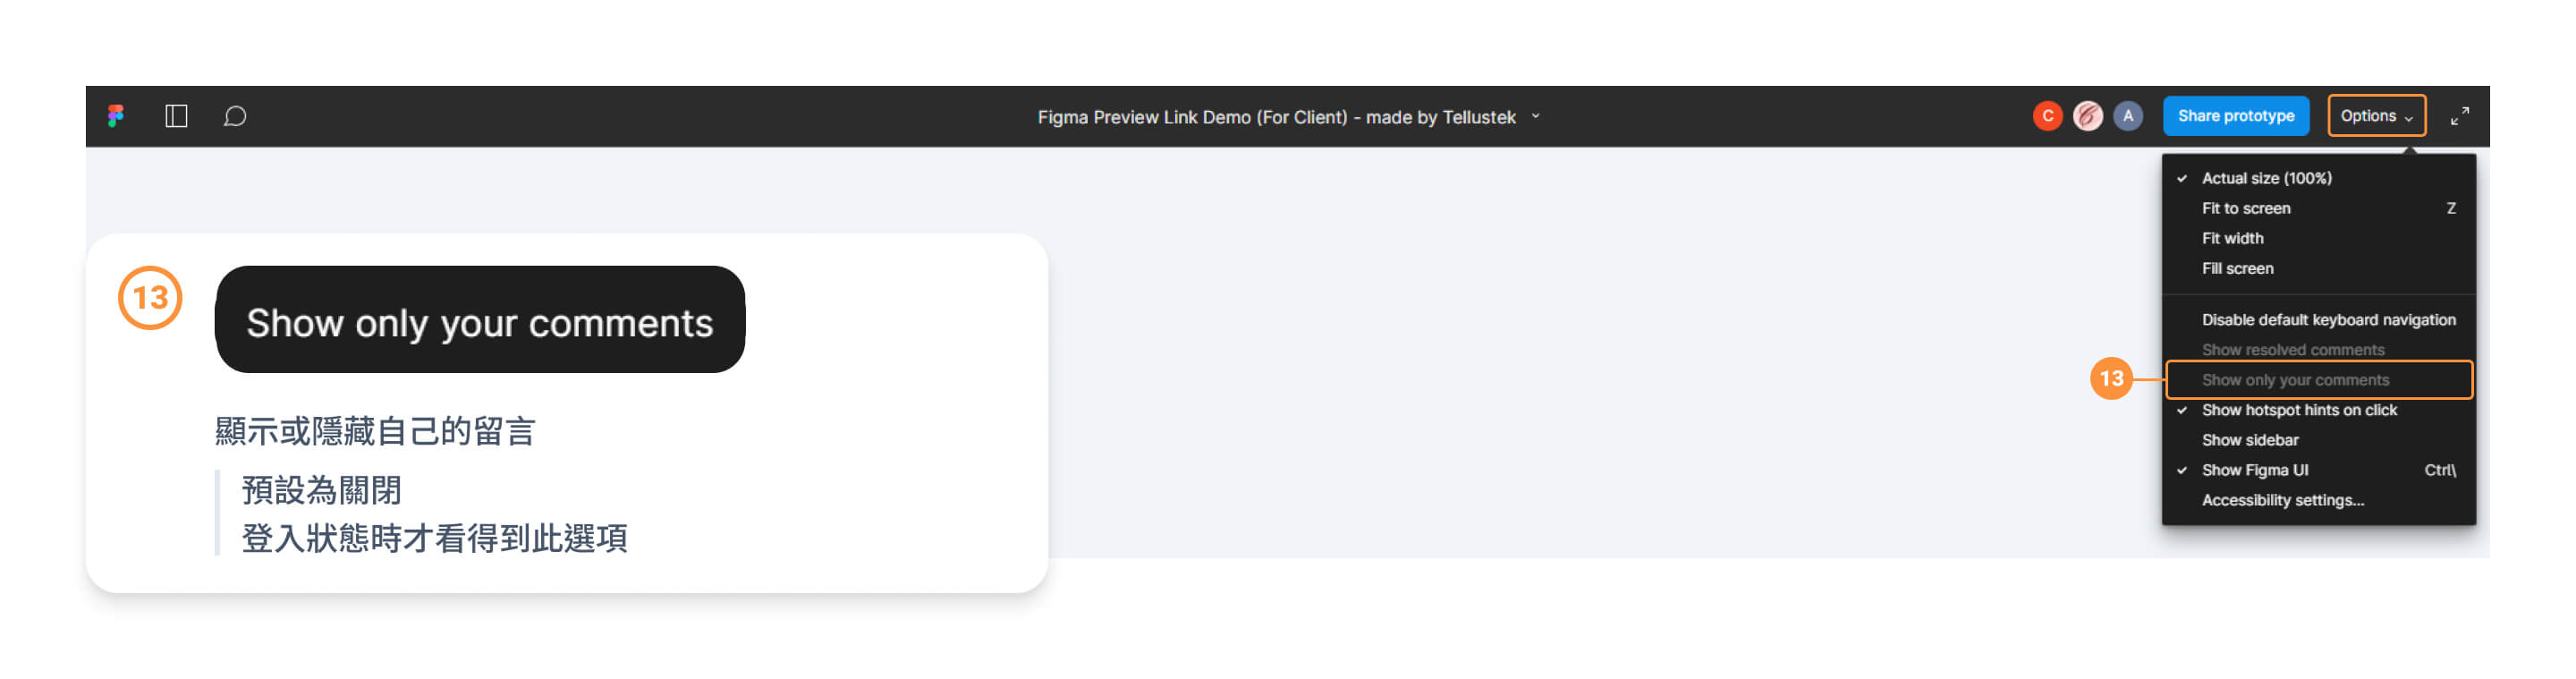 Figma Preview Link Demo (For Client) - made by Tellustek
C
A
Share prototype
Options
Actual size (100%)
Fit to screen Z
Fit width
Fill screen
Disable default keyboard navigation
Show resolved comments
13 Show only your comments
Show hotspot hints on click
Show sidebar
Show Figma UI Ctrl\
Accessibility settings...
13
Show only your comments
顯示或隱藏自己的留言
預設為關閉
登入狀態時才看得到此選項